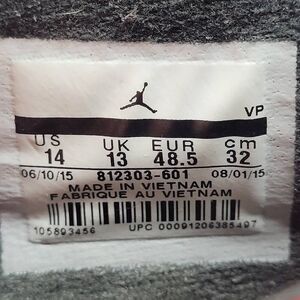 VP
US UK EUR cm
14 13 48.5 32
06/10/15 812303-601 08/01/15
MADE IN VIETNAM
FABRIQUE AU VIETNAM
105893456 UPC 00091206385497